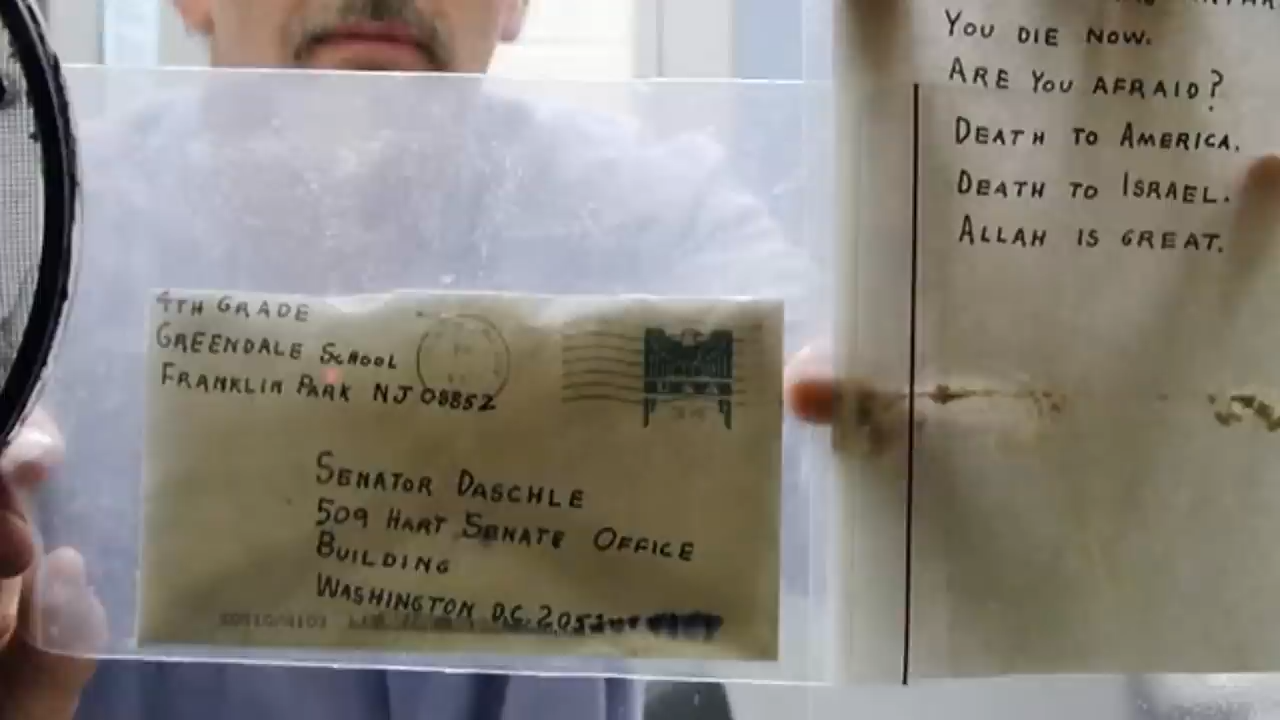 You die now.
Are you afraid?
Death to America.
Death to Israel.
Allah is great.
4th Grade
Greendale School
Franklin Park NJ 08852
Senator Daschle
509 Hart Senate Office
Building
Washington D.C.